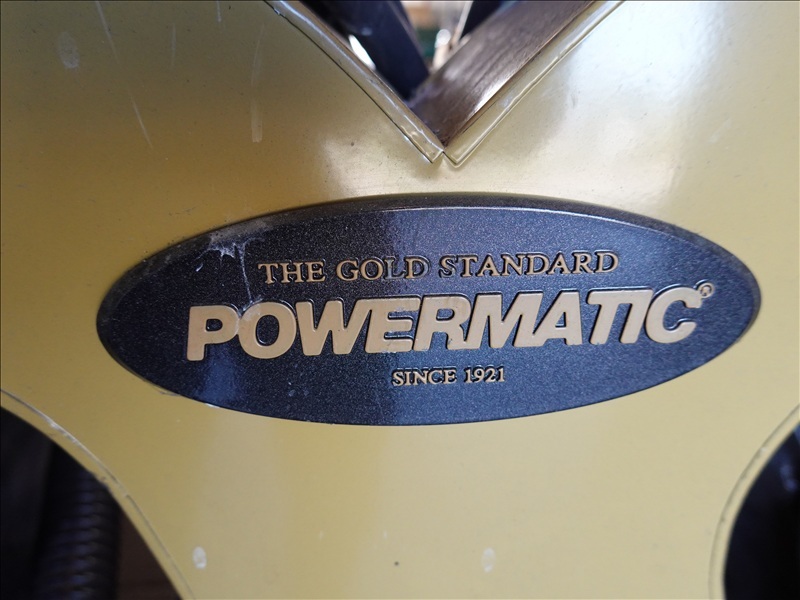 THE GOLD STANDARD
POWERMATIC®
SINCE 1921